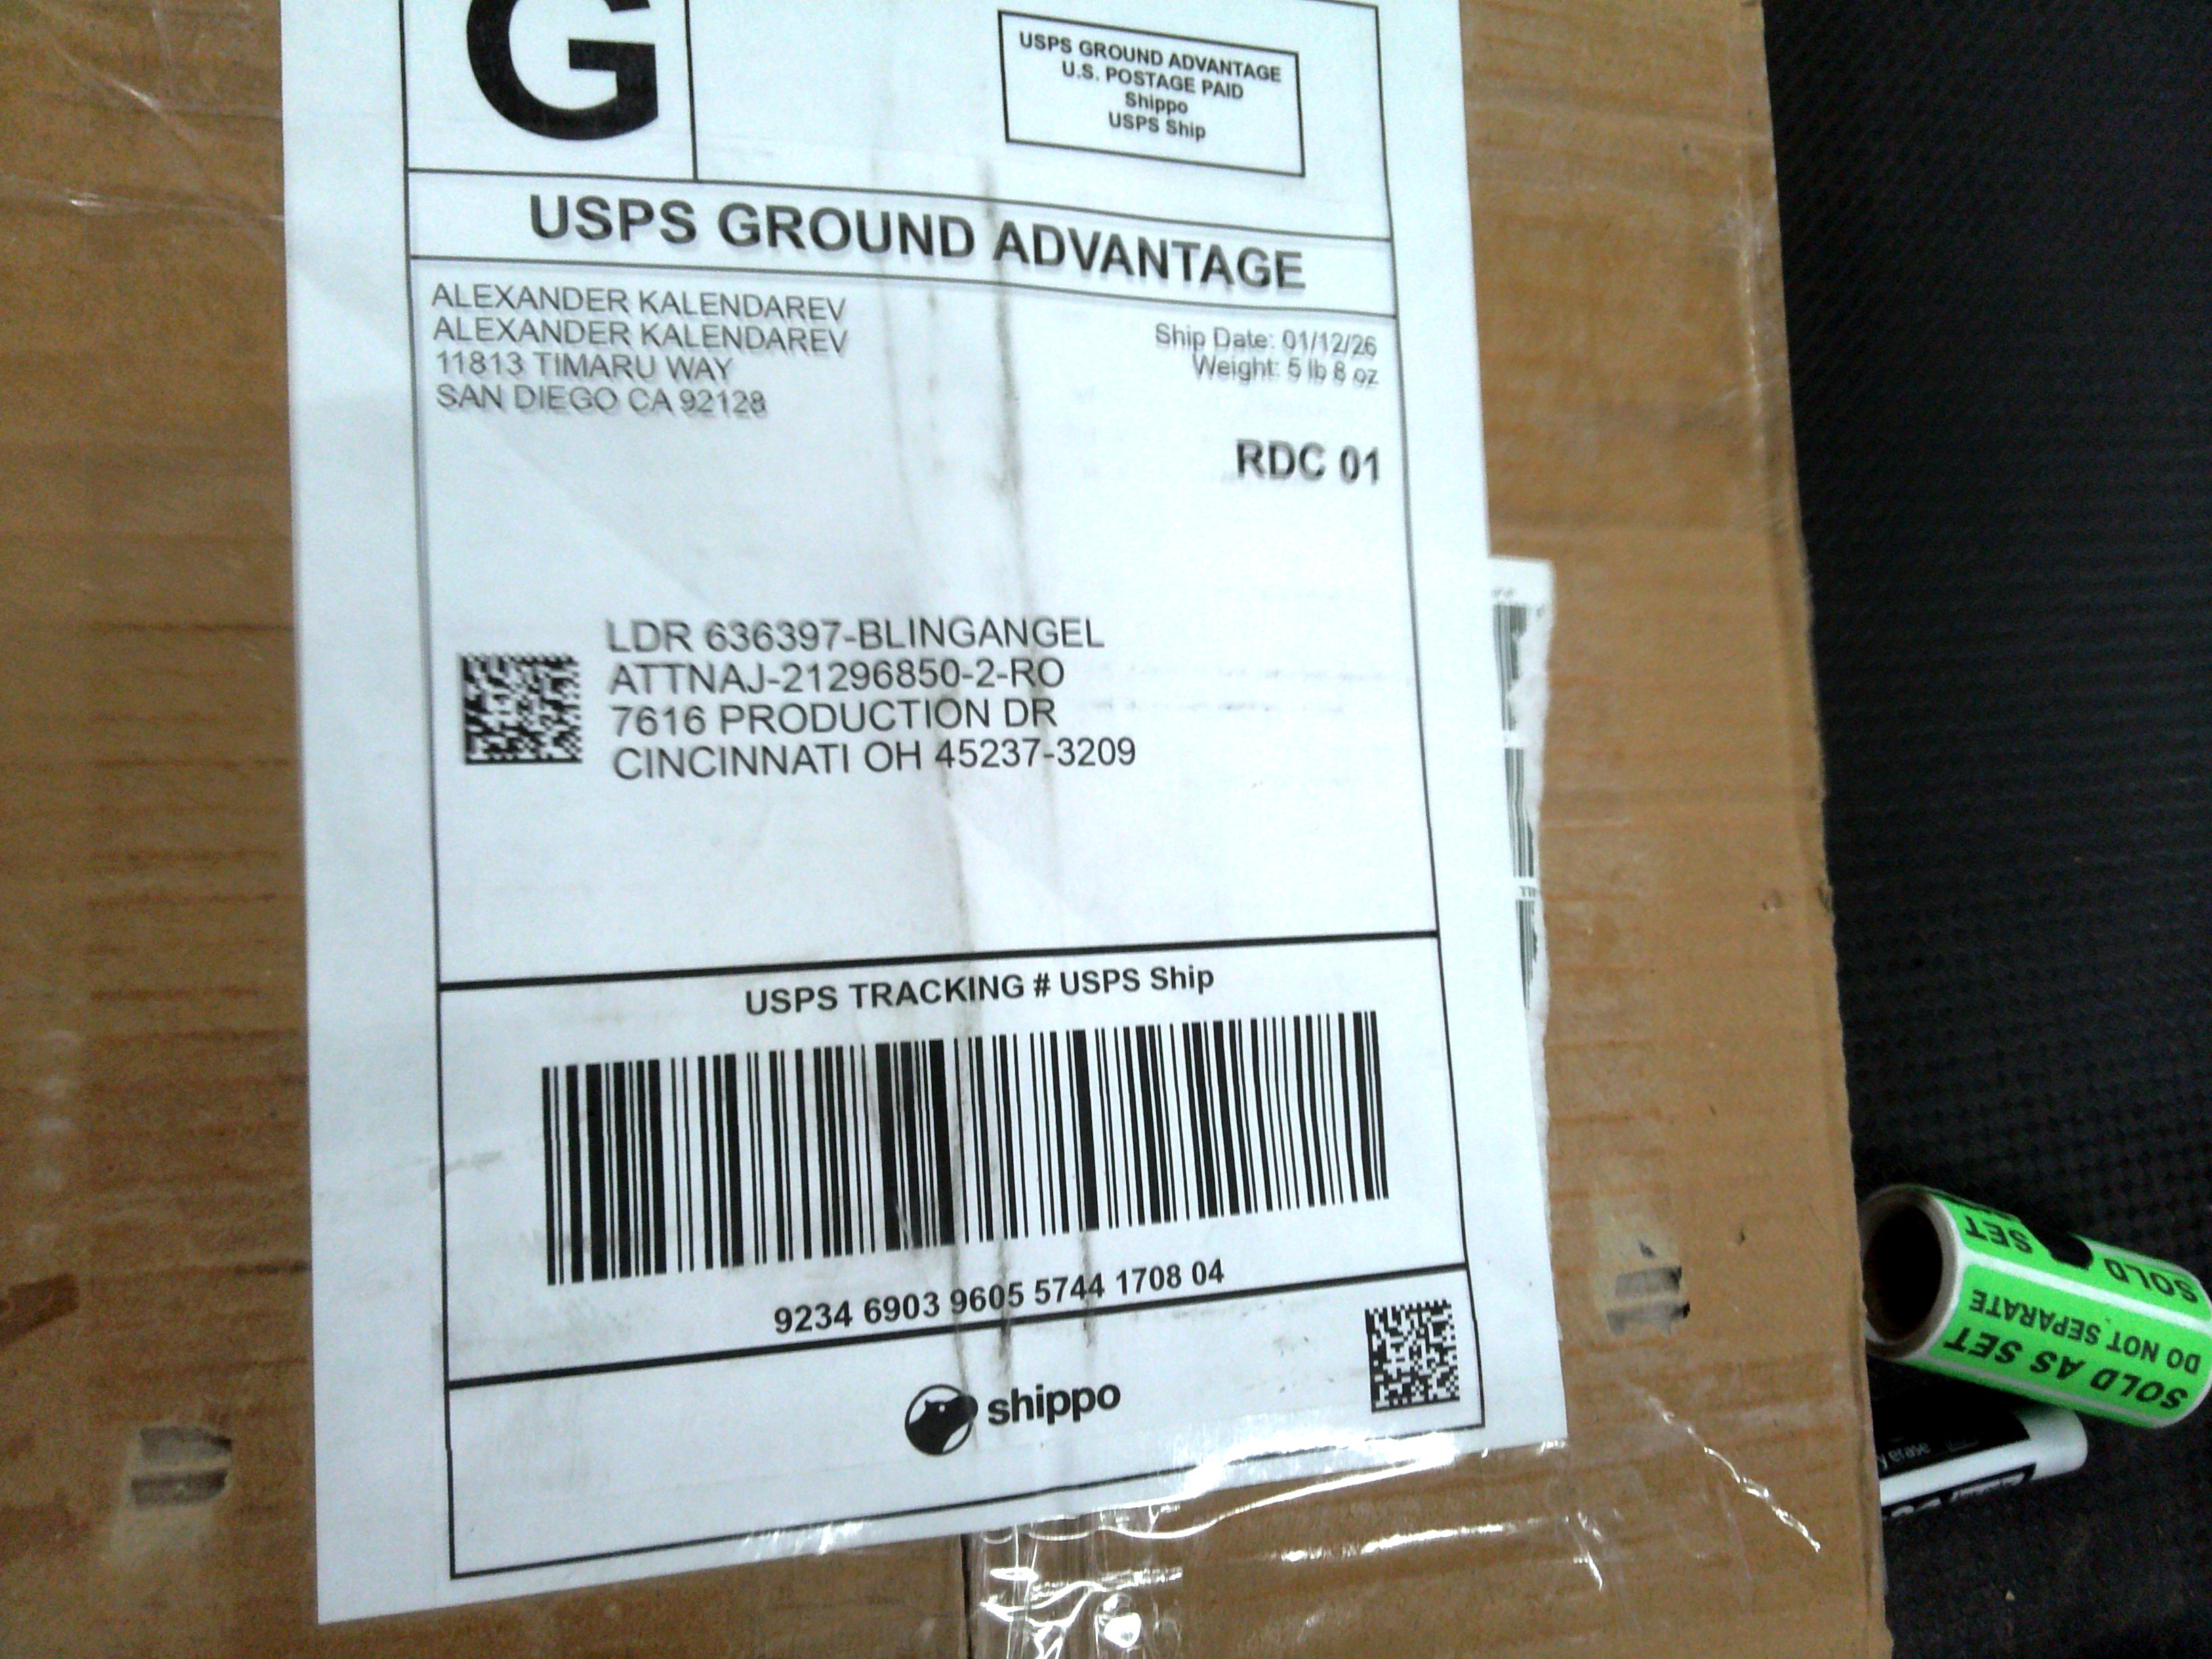 G
USPS GROUND ADVANTAGE
U.S. POSTAGE PAID
Shippo
USPS Ship
USPS GROUND ADVANTAGE
ALEXANDER KALENDAREV
ALEXANDER KALENDAREV
11813 TIMARU WAY
SAN DIEGO CA 92128
Ship Date: 01/12/26
Weight: 5 lb 8 oz
RDC 01
LDR 636397-BLINGANGEL
ATTNAJ-21296850-2-RO
7616 PRODUCTION DR
CINCINNATI OH 45237-3209
USPS TRACKING # USPS Ship
9234 6903 9605 5744 1708 04
shippo
SOLD AS SET
DO NOT SEPARATE
SOLD
SET
y erase